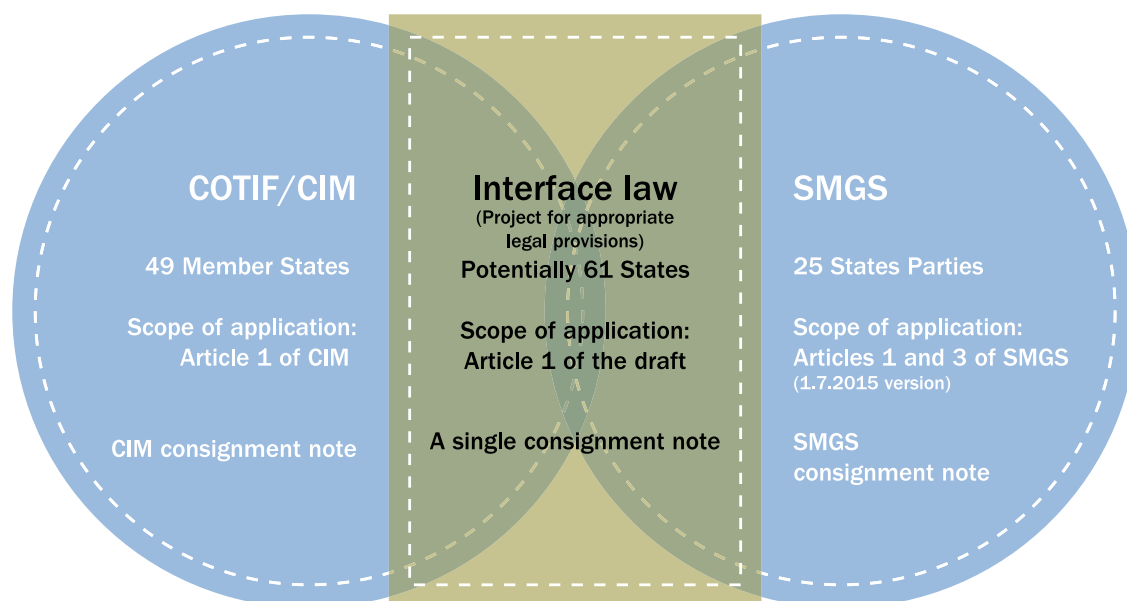 COTIF/CIM
49 Member States
Scope of application:
Article 1 of CIM
CIM consignment note
Interface law
(Project for appropriate
legal provisions)
Potentially 61 States
Scope of application:
Article 1 of the draft
A single consignment note
SMGS
25 States Parties
Scope of application:
Articles 1 and 3 of SMGS
(1.7.2015 version)
SMGS
consignment note